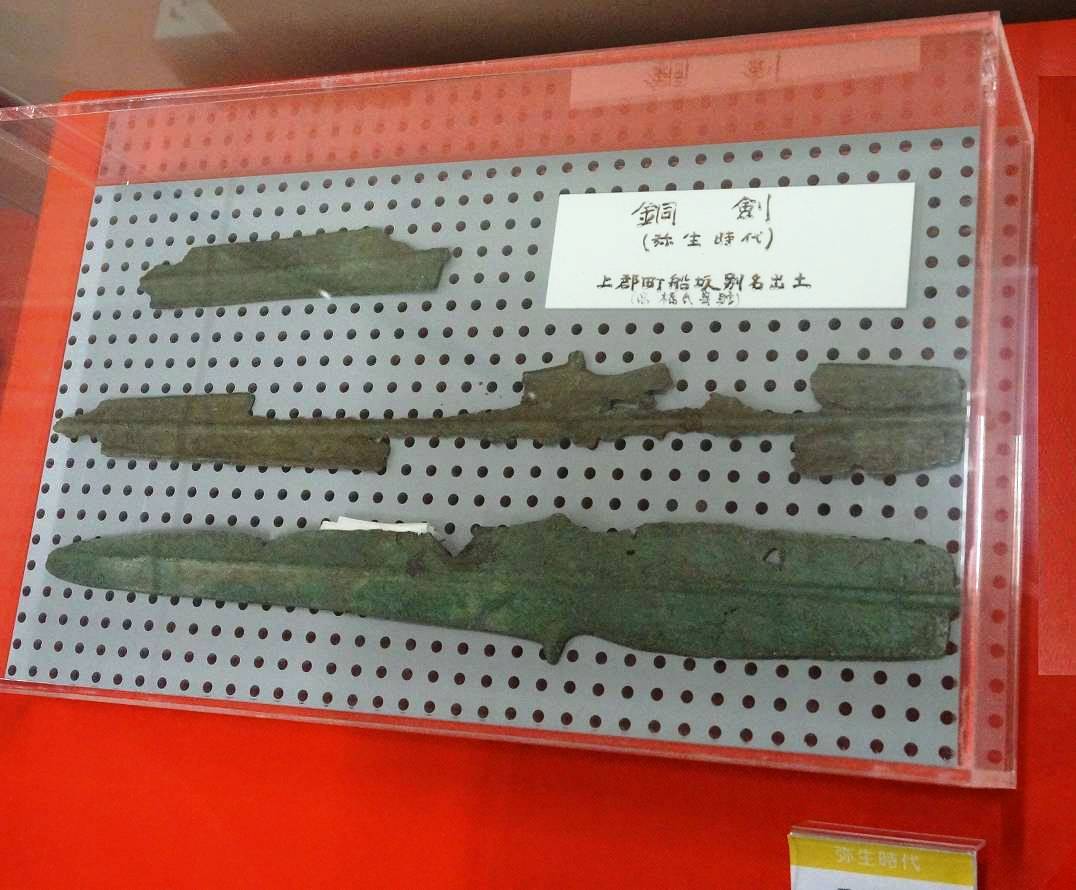 銅 剣
(弥生時代)
上郡町船坂別名出土
弥生時代